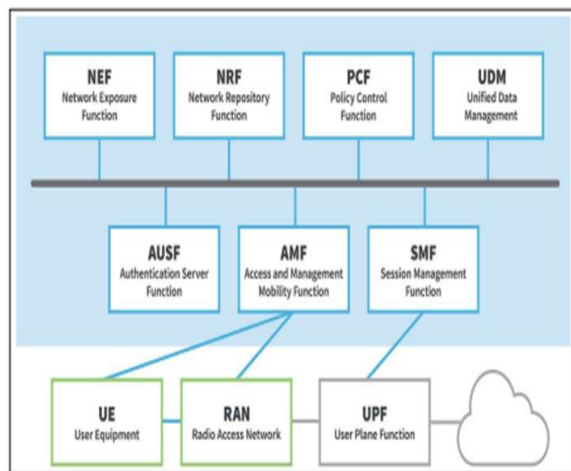 NEF
Network Exposure
Function
NRF
Network Repository
Function
PCF
Policy Control
Function
UDM
Unified Data
Management
AUSF
Authentication Server
Function
AMF
Access and Management
Mobility Function
SMF
Session Management
Function
UE
User Equipment
RAN
Radio Access Network
UPF
User Plane Function